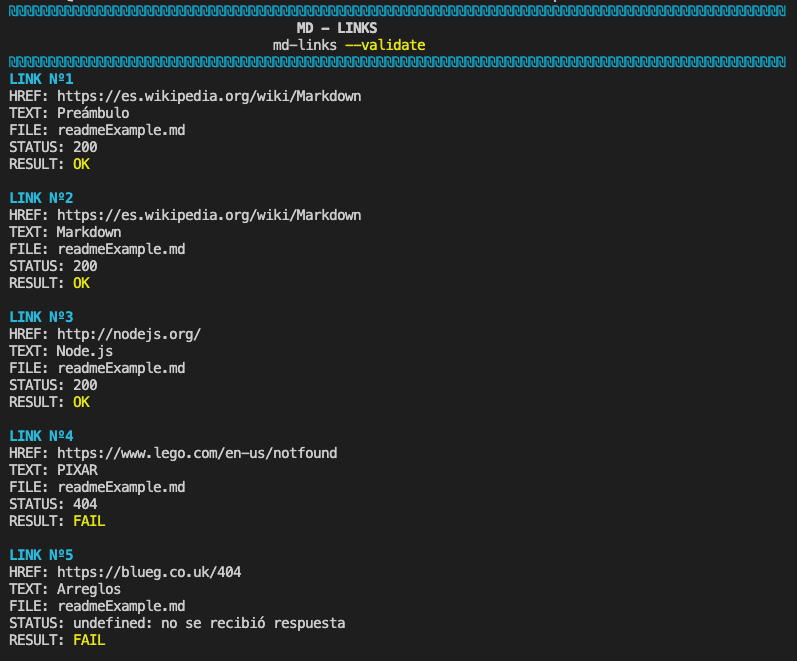 MD - LINKS
md-links --validate
LINK Nº1
HREF: https://es.wikipedia.org/wiki/Markdown
TEXT: Preámbulo
FILE: readmeExample.md
STATUS: 200
RESULT: OK
LINK Nº2
HREF: https://es.wikipedia.org/wiki/Markdown
TEXT: Markdown
FILE: readmeExample.md
STATUS: 200
RESULT: OK
LINK Nº3
HREF: http://nodejs.org/
TEXT: Node.js
FILE: readmeExample.md
STATUS: 200
RESULT: OK
LINK Nº4
HREF: https://www.lego.com/en-us/notfound
TEXT: PIXAR
FILE: readmeExample.md
STATUS: 404
RESULT: FAIL
LINK Nº5
HREF: https://blueg.co.uk/404
TEXT: Arreglos
FILE: readmeExample.md
STATUS: undefined: no se recibió respuesta
RESULT: FAIL